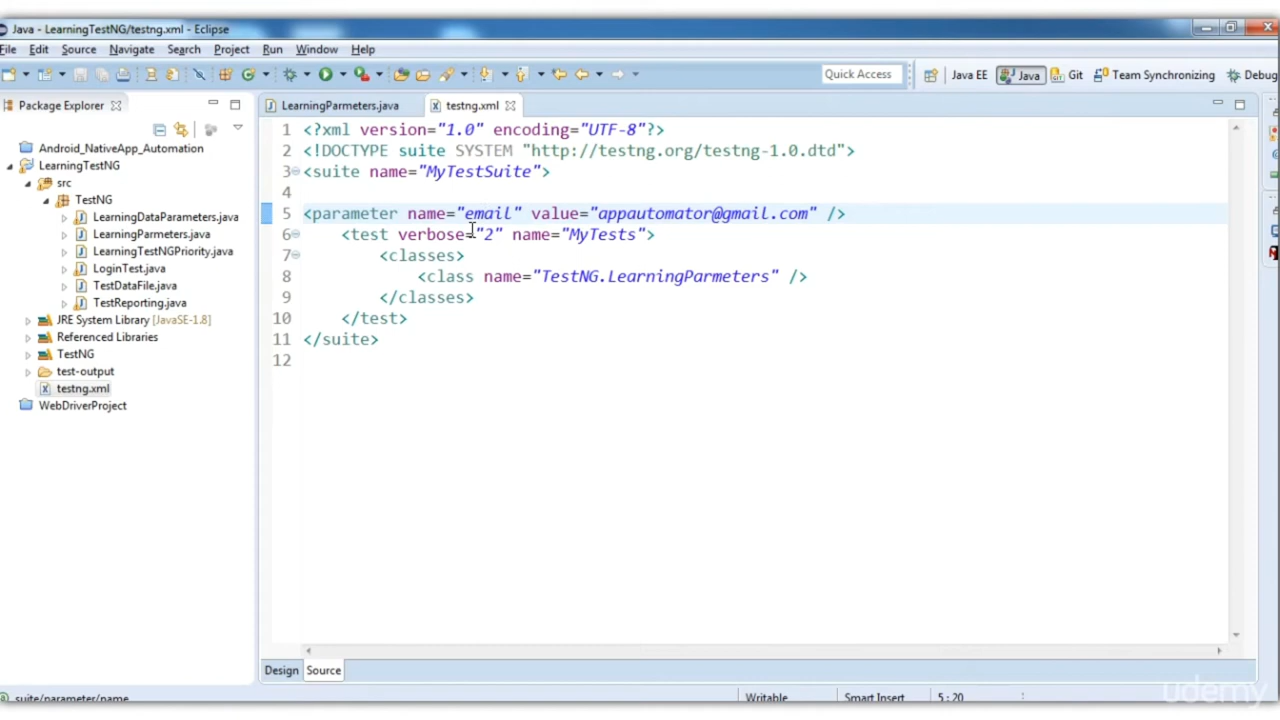 Java - LearningTestNG/testng.xml - Eclipse
File Edit Source Navigate Search Project Run Window Help
Quick Access Java EE Java Git Team Synchronizing Debug
Package Explorer
LearningParmeters.java testng.xml
Android_NativeApp_Automation
LearningTestNG
src
TestNG
LearningDataParameters.java
LearningParmeters.java
LearningTestNGPriority.java
LoginTest.java
TestDataFile.java
TestReporting.java
JRE System Library [JavaSE-1.8]
Referenced Libraries
TestNG
test-output
testng.xml
WebDriverProject
1 <?xml version="1.0" encoding="UTF-8"?>
2 <!DOCTYPE suite SYSTEM "http://testng.org/testng-1.0.dtd">
3 <suite name="MyTestSuite">
4
5 <parameter name="email" value="appautomator@gmail.com" />
6 <test verbose="2" name="MyTests">
7 <classes>
8 <class name="TestNG.LearningParmeters" />
9 </classes>
10 </test>
11 </suite>
12
Design Source
suite/parameter/name Writable Smart Insert 5 : 20
udemy